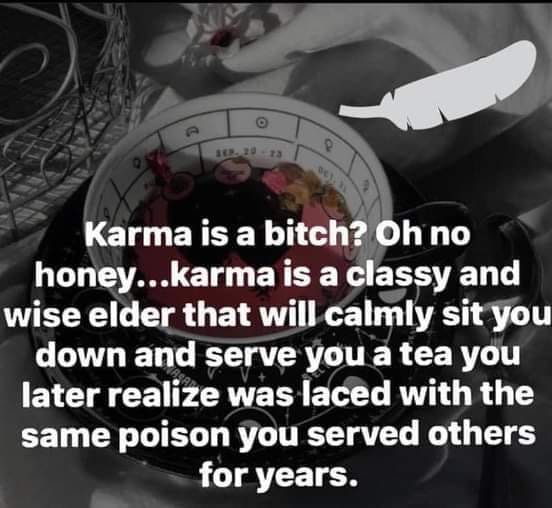 SEP. 20 - 23
Karma is a bitch? Oh no
honey...karma is a classy and
wise elder that will calmly sit you
down and serve you a tea you
later realize was laced with the
same poison you served others
for years.